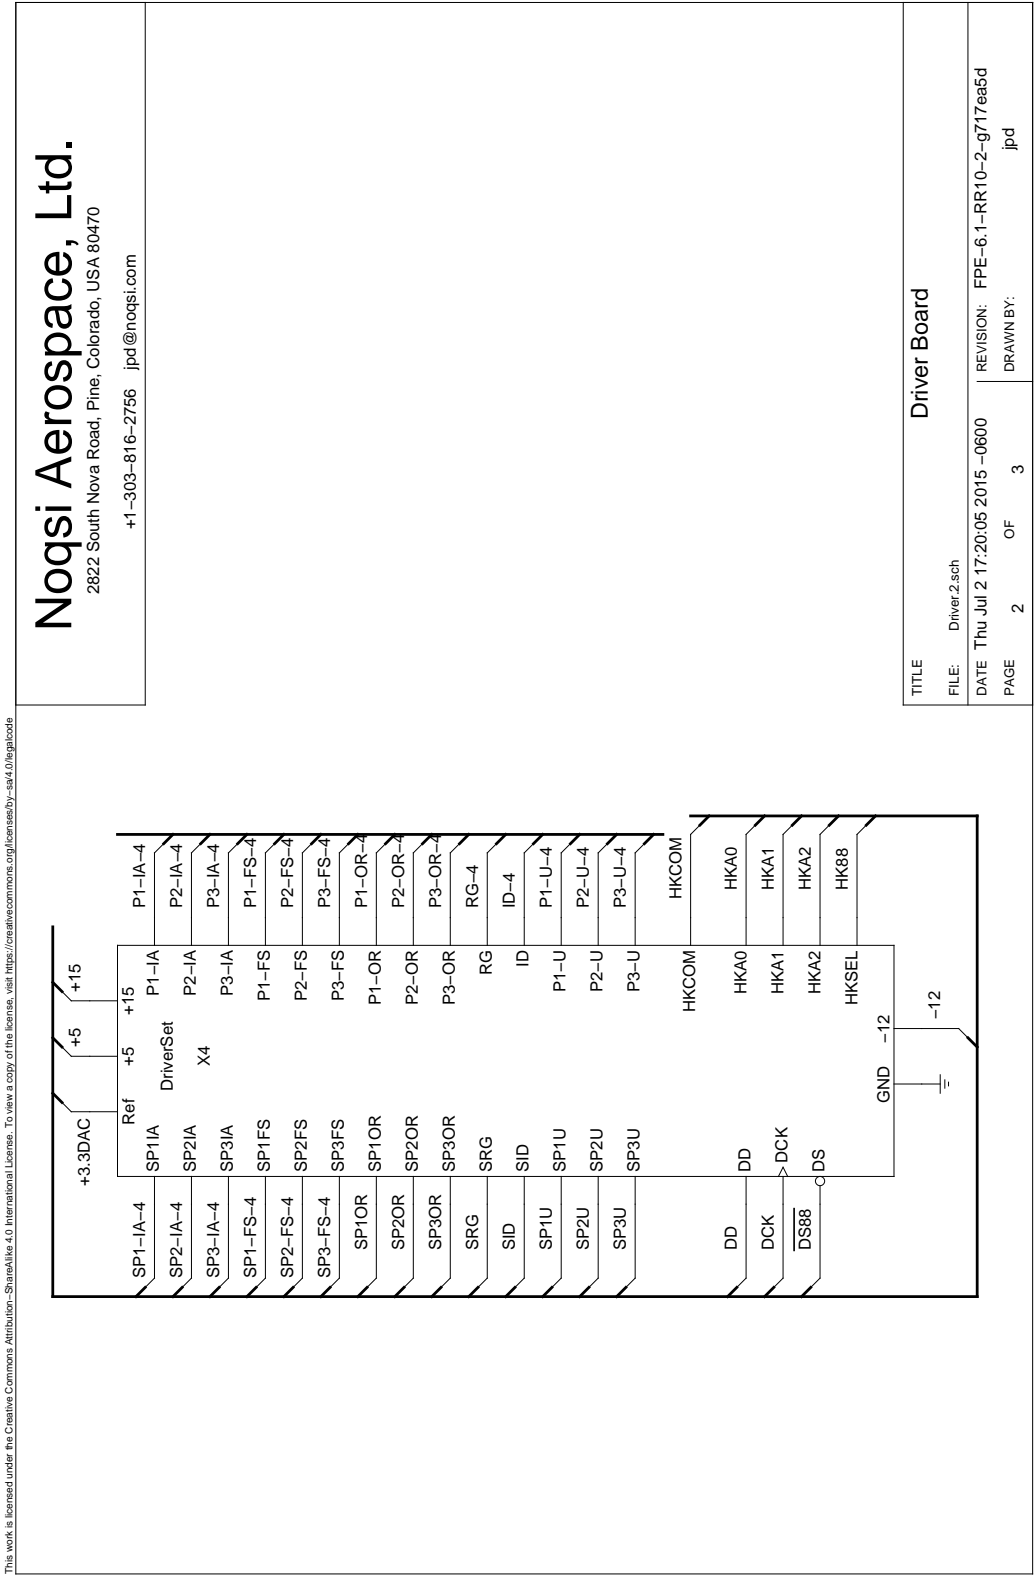 This work is licensed under the Creative Commons Attribution−ShareAlike 4.0 International License. To view a copy of the license, visit https://creativecommons.org/licenses/by−sa/4.0/legalcode
Noqsi Aerospace, Ltd.
2822 South Nova Road, Pine, Colorado, USA 80470
+1−303−816−2756 jpd@noqsi.com
+3.3DAC
+5
+15
Ref
+5
+15
DriverSet
X4
SP1−IA−4 SP1IA P1−IA P1−IA−4
SP2−IA−4 SP2IA P2−IA P2−IA−4
SP3−IA−4 SP3IA P3−IA P3−IA−4
SP1−FS−4 SP1FS P1−FS P1−FS−4
SP2−FS−4 SP2FS P2−FS P2−FS−4
SP3−FS−4 SP3FS P3−FS P3−FS−4
SP1OR SP1OR P1−OR P1−OR−4
SP2OR SP2OR P2−OR P2−OR−4
SP3OR SP3OR P3−OR P3−OR−4
SRG SRG RG RG−4
SID SID ID ID−4
SP1U SP1U P1−U P1−U−4
SP2U SP2U P2−U P2−U−4
SP3U SP3U P3−U P3−U−4
HKCOM HKCOM
DD DD HKA0 HKA0
DCK DCK HKA1 HKA1
DS88 DS HKA2 HKA2
HKSEL HK88
GND −12
−12
TITLE
Driver Board
FILE: Driver.2.sch
DATE Thu Jul 2 17:20:05 2015 −0600
REVISION: FPE−6.1−RR10−2−g717ea5d
PAGE 2 OF 3
DRAWN BY: jpd